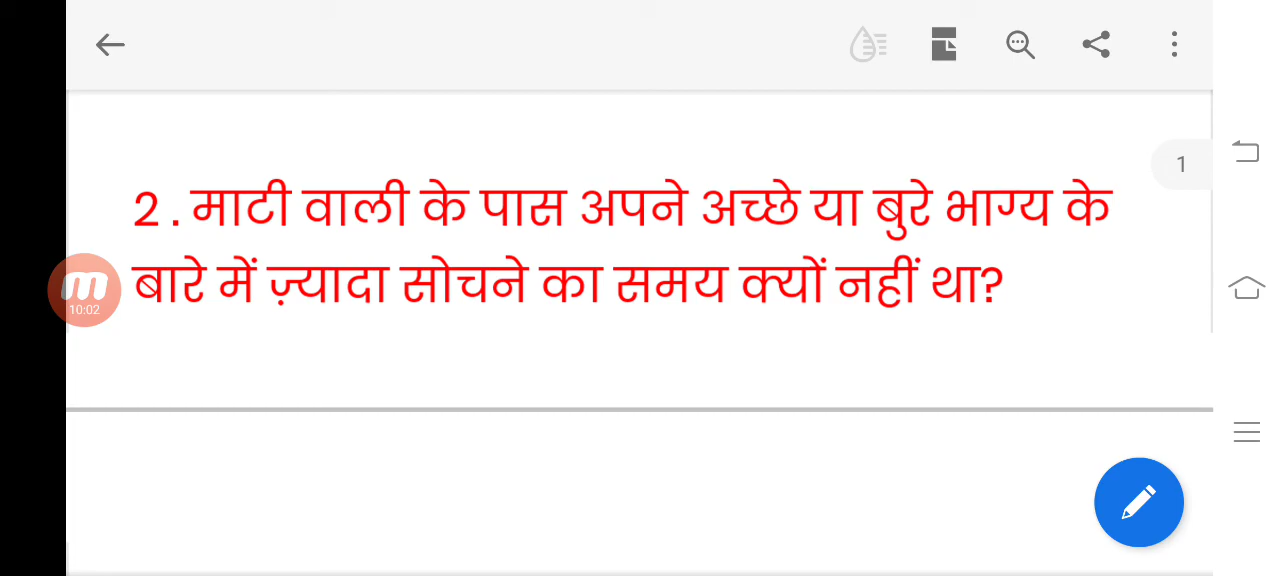 1
2 . माटी वाली के पास अपने अच्छे या बुरे भाग्य के
बारे में ज़्यादा सोचने का समय क्यों नहीं था?
m
10:02